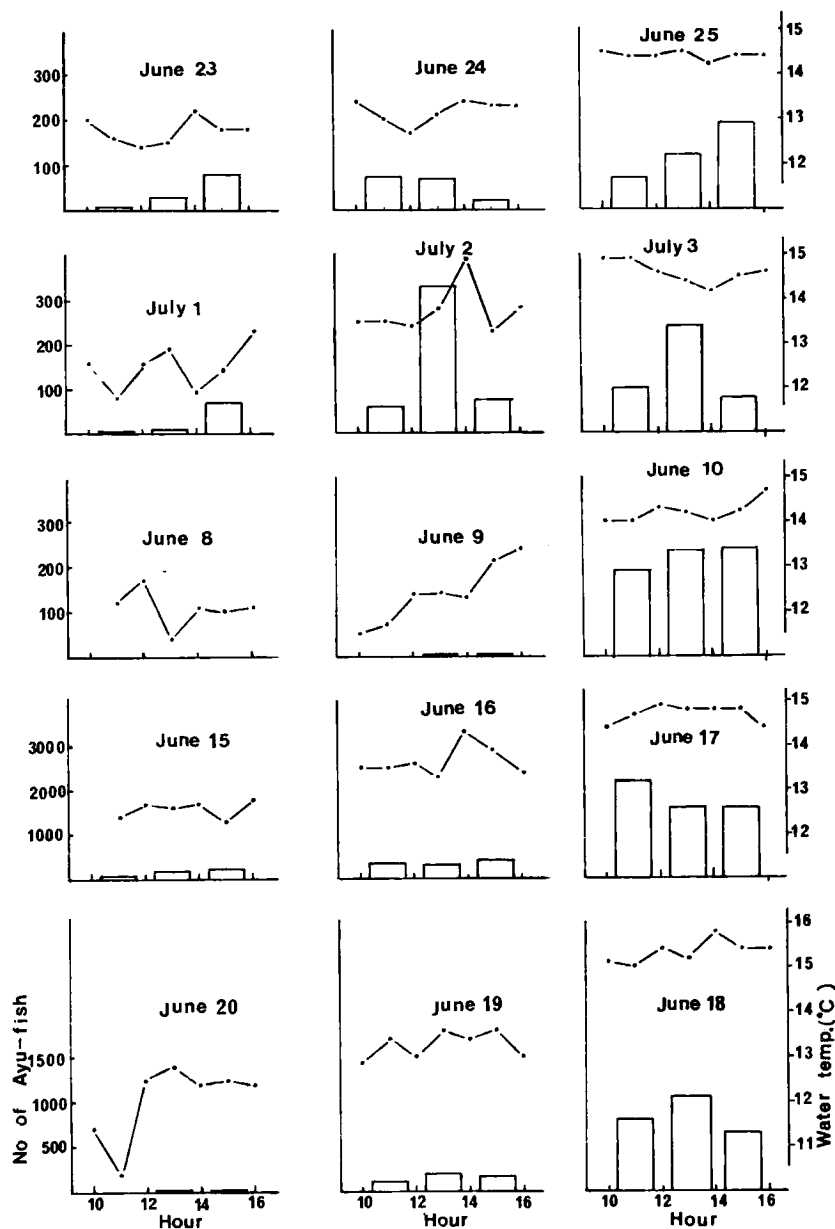 June 23
300
200
100
June 24
June 25
15
14
13
12
July 1
300
200
100
July 2
July 3
15
14
13
12
June 8
300
200
100
June 9
June 10
15
14
13
12
June 15
3000
2000
1000
June 16
June 17
15
14
13
12
No of Ayu-fish
June 20
1500
1000
500
10 12 14 16
Hour
June 19
10 12 14 16
Hour
June 18
16
15
14
13
12
11
Water temp.(°C)
10 12 14 16
Hour